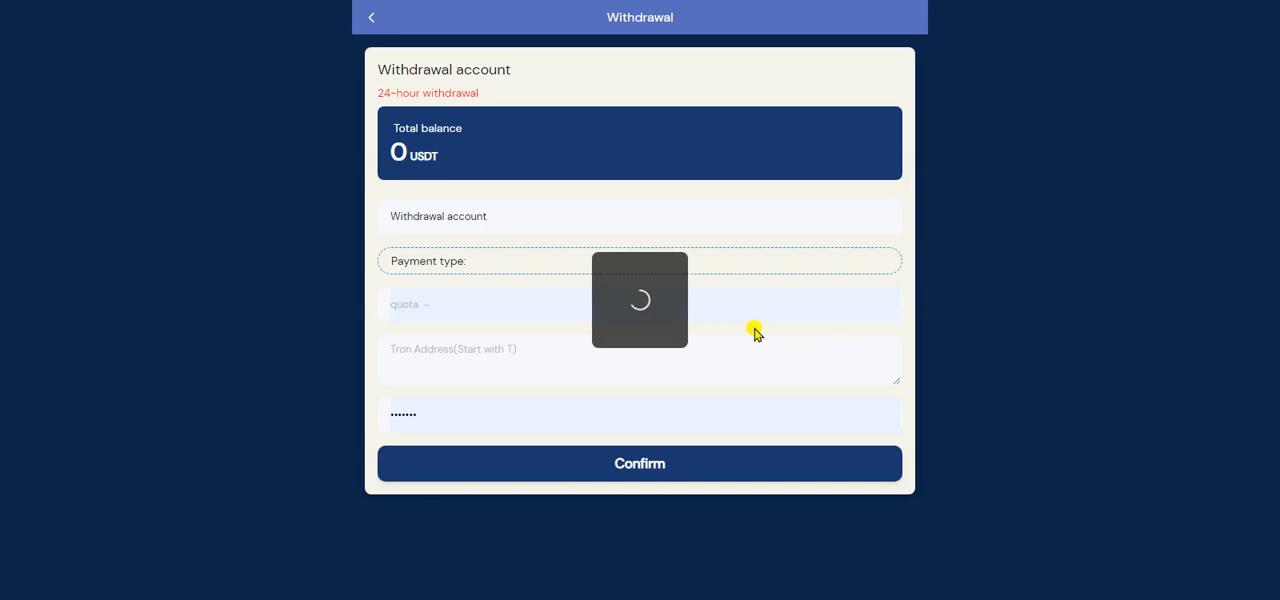 Withdrawal
Withdrawal account
24-hour withdrawal
Total balance
0 USDT
Withdrawal account
Payment type:
quota -
Tron Address(Start with T)
•••••••
Confirm